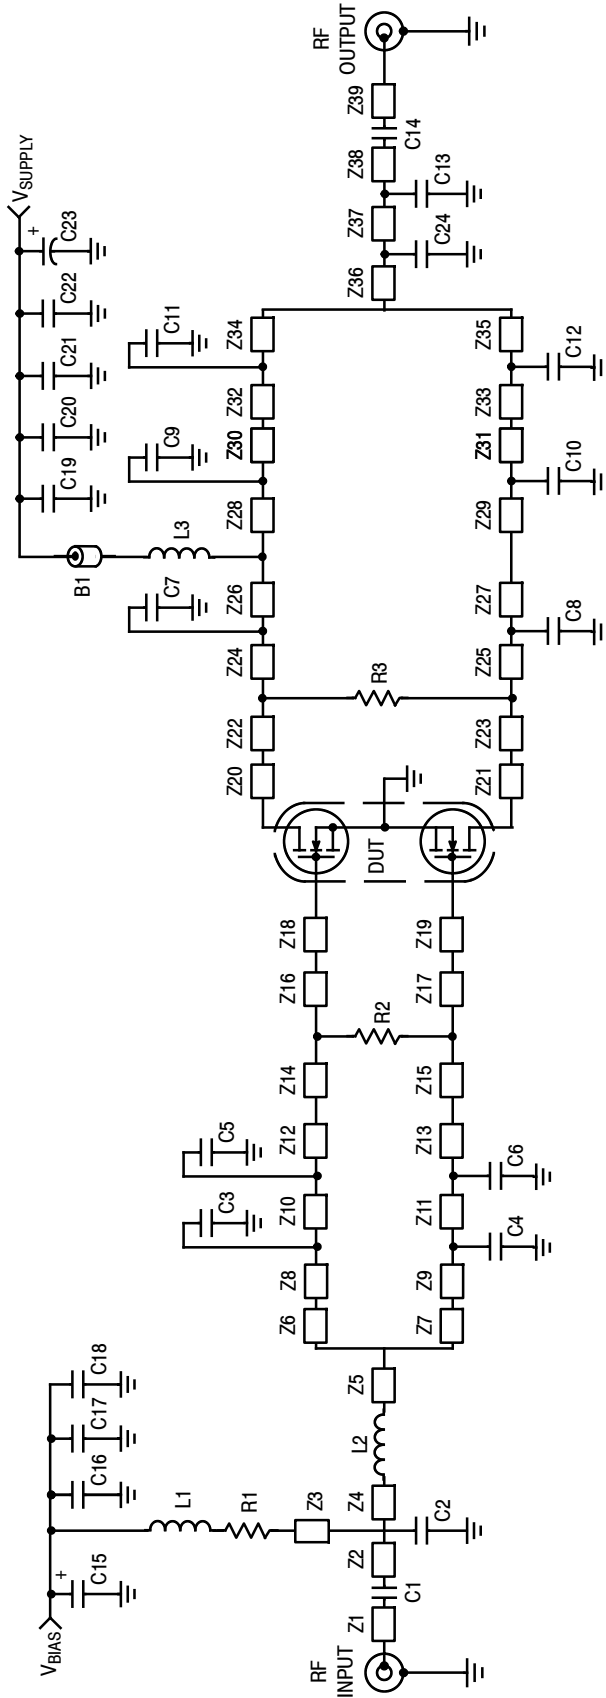 V_BIAS
C15
+
C16
C17
C18
L1
R1
Z3
RF
INPUT
Z1
C1
Z2
C2
Z4
L2
Z5
Z6
Z8
C3
Z10
C5
Z12
Z14
Z16
Z18
R2
Z7
Z9
C4
Z11
C6
Z13
Z15
Z17
Z19
DUT
Z20
Z22
Z24
C7
Z26
L3
B1
Z28
C9
Z30
Z32
C11
Z34
R3
Z21
Z23
Z25
C8
Z27
Z29
C10
Z31
Z33
C12
Z35
C19
C20
C21
C22
+
C23
V_SUPPLY
Z36
C24
Z37
C13
Z38
C14
Z39
RF
OUTPUT